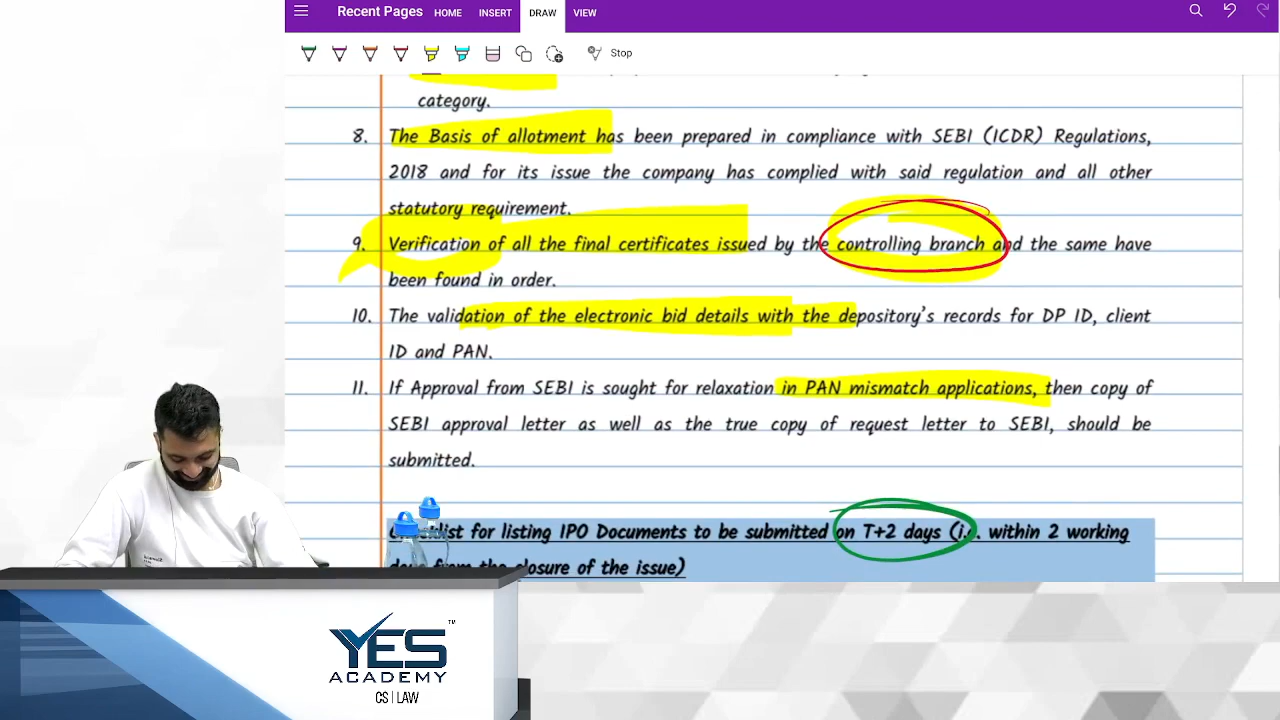 Recent Pages HOME INSERT DRAW VIEW
Stop
category.
8. The Basis of allotment has been prepared in compliance with SEBI (ICDR) Regulations,
2018 and for its issue the company has complied with said regulation and all other
statutory requirement.
9. Verification of all the final certificates issued by the controlling branch and the same have
been found in order.
10. The validation of the electronic bid details with the depository's records for DP ID, client
ID and PAN.
11. If Approval from SEBI is sought for relaxation in PAN mismatch applications, then copy of
SEBI approval letter as well as the true copy of request letter to SEBI, should be
submitted.
for listing IPO Documents to be submitted on T+2 days (i.e. within 2 working
from the closure of the issue)
YES
TM
ACADEMY
CS | LAW